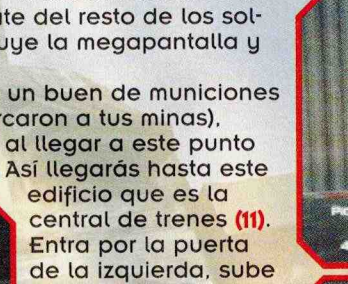 te del resto de los sol-
uye la megapantalla y
un buen de municiones
rcaron a tus minas),
al llegar a este punto
Así llegarás hasta este
edificio que es la
central de trenes (11).
Entra por la puerta
de la izquierda, sube